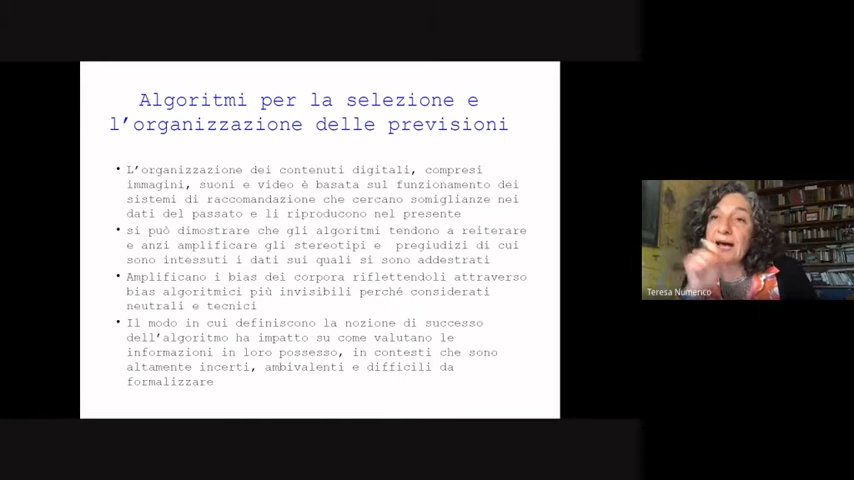 Algoritmi per la selezione e
l’organizzazione delle previsioni
• L’organizzazione dei contenuti digitali, compresi
immagini, suoni e video è basata sul funzionamento dei
sistemi di raccomandazione che cercano somiglianze nei
dati del passato e li riproducono nel presente
• si può dimostrare che gli algoritmi tendono a reiterare
e anzi amplificare gli stereotipi e pregiudizi di cui
sono intessuti i dati sui quali si sono addestrati
• Amplificano i bias dei corpora riflettendoli attraverso
bias algoritmici più invisibili perché considerati
neutrali e tecnici
• Il modo in cui definiscono la nozione di successo
dell’algoritmo ha impatto su come valutano le
informazioni in loro possesso, in contesti che sono
altamente incerti, ambivalenti e difficili da
formalizzare
Teresa Numenco